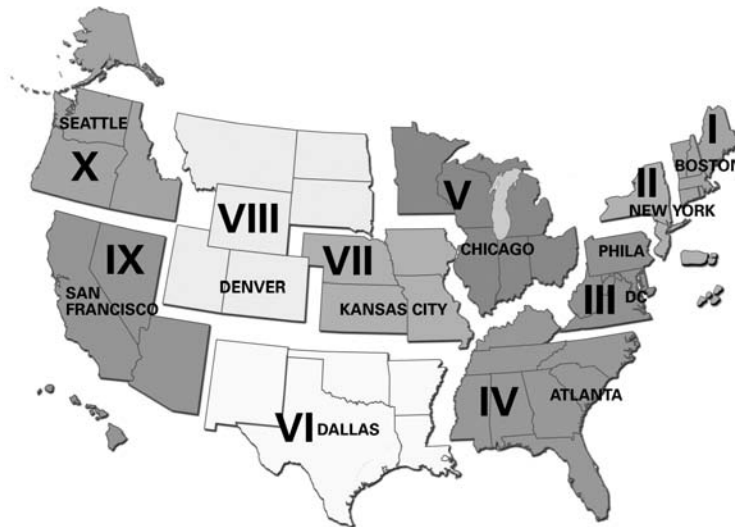 SEATTLE
X
I
BOSTON
II
NEW YORK
V
VIII
IX
VII
CHICAGO
PHILA
DENVER
III
DC
SAN
FRANCISCO
KANSAS CITY
IV
ATLANTA
VI
DALLAS